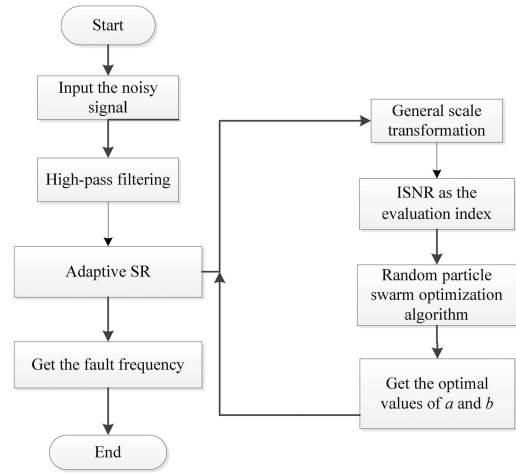 Start
Input the noisy
signal
High-pass filtering
Adaptive SR
Get the fault frequency
End
General scale
transformation
ISNR as the
evaluation index
Random particle
swarm optimization
algorithm
Get the optimal
values of a and b